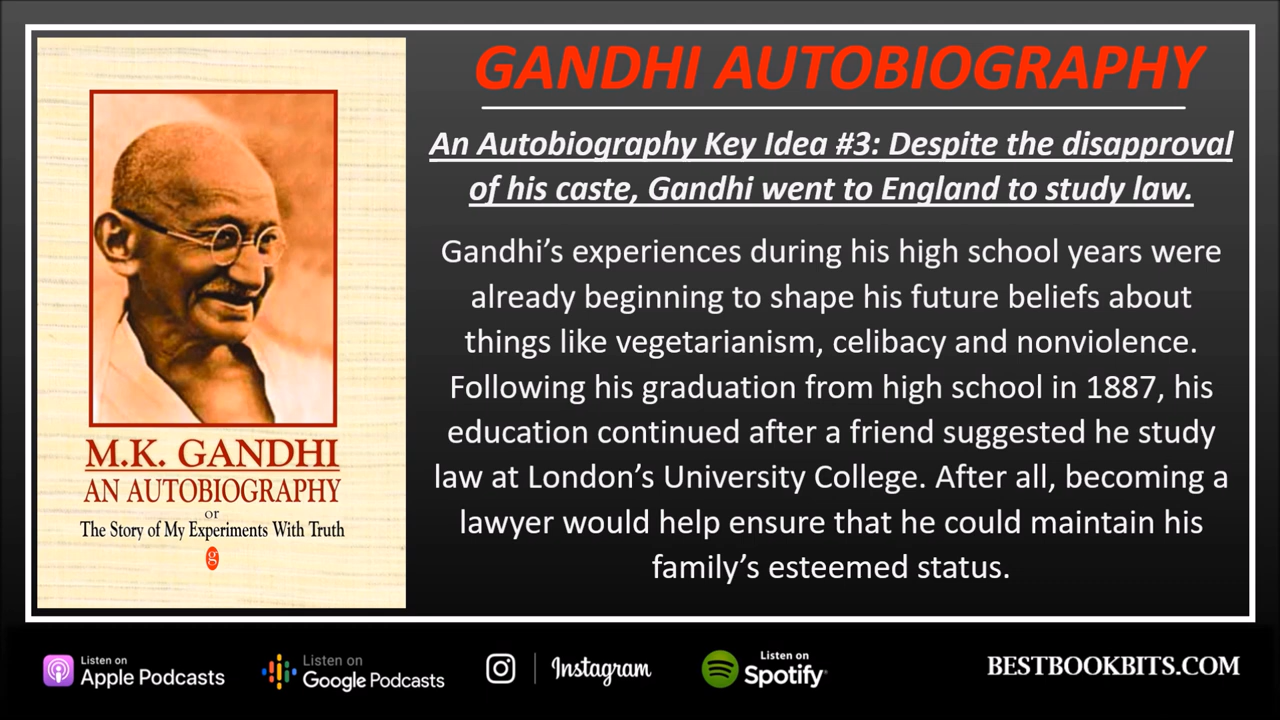 GANDHI AUTOBIOGRAPHY
An Autobiography Key Idea #3: Despite the disapproval
of his caste, Gandhi went to England to study law.
Gandhi’s experiences during his high school years were
already beginning to shape his future beliefs about
things like vegetarianism, celibacy and nonviolence.
Following his graduation from high school in 1887, his
education continued after a friend suggested he study
law at London’s University College. After all, becoming a
lawyer would help ensure that he could maintain his
family’s esteemed status.
M.K. GANDHI
AN AUTOBIOGRAPHY
or
The Story of My Experiments With Truth
g
Listen on
Apple Podcasts
Listen on
Google Podcasts
Instagram
Listen on
Spotify
BESTBOOKBITS.COM